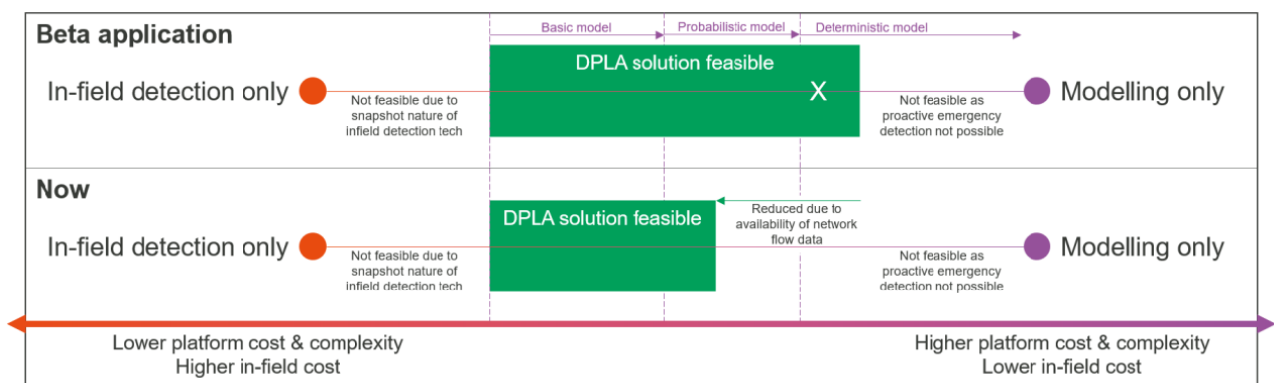 Beta application
Basic model
Probabilistic model
Deterministic model
DPLA solution feasible
In-field detection only
Not feasible due to
snapshot nature of
infield detection tech
X
Not feasible as
proactive emergency
detection not possible
Modelling only
Now
DPLA solution feasible
Reduced due to
availability of network
flow data
In-field detection only
Not feasible due to
snapshot nature of
infield detection tech
Not feasible as
proactive emergency
detection not possible
Modelling only
Lower platform cost & complexity
Higher in-field cost
Higher platform cost & complexity
Lower in-field cost